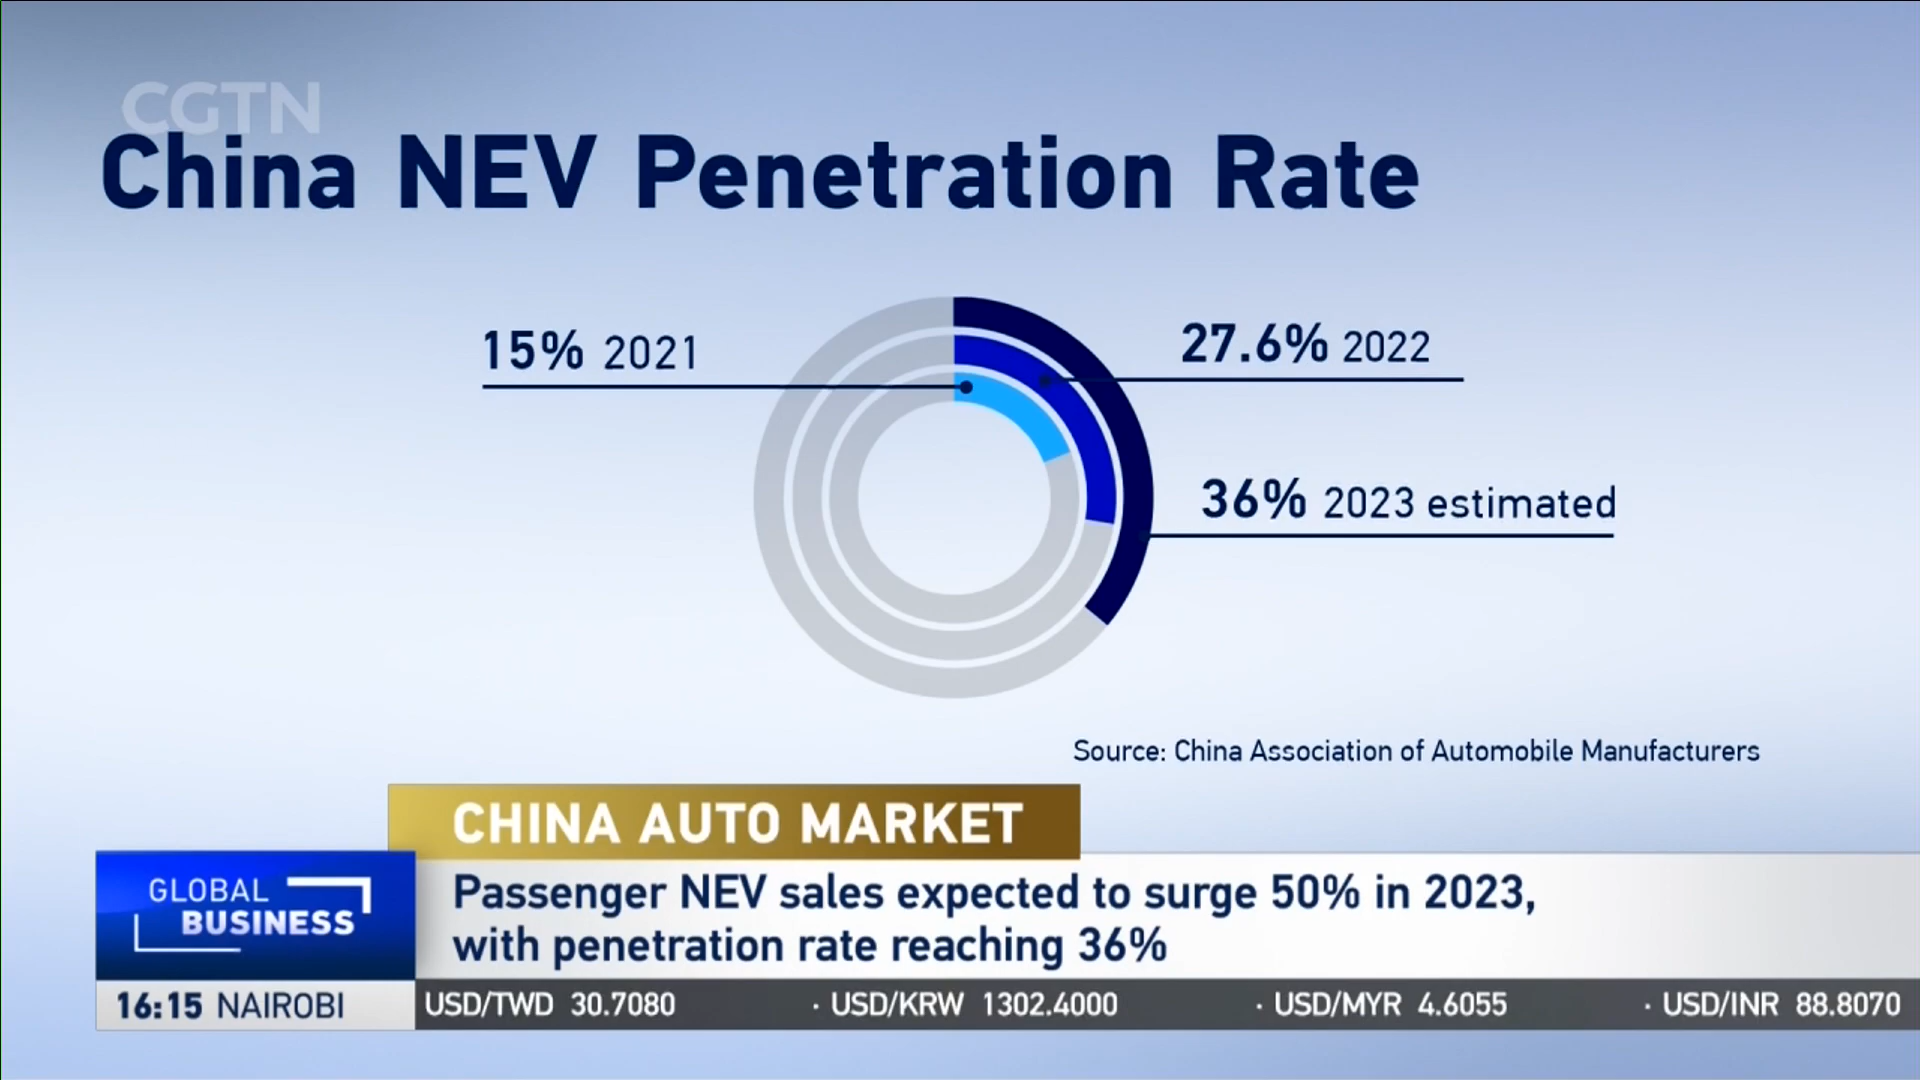 CGTN
China NEV Penetration Rate
15% 2021
27.6% 2022
36% 2023 estimated
Source: China Association of Automobile Manufacturers
CHINA AUTO MARKET
GLOBAL
BUSINESS
Passenger NEV sales expected to surge 50% in 2023,
with penetration rate reaching 36%
16:15 NAIROBI
USD/TWD 30.7080 · USD/KRW 1302.4000 · USD/MYR 4.6055 · USD/INR 88.8070